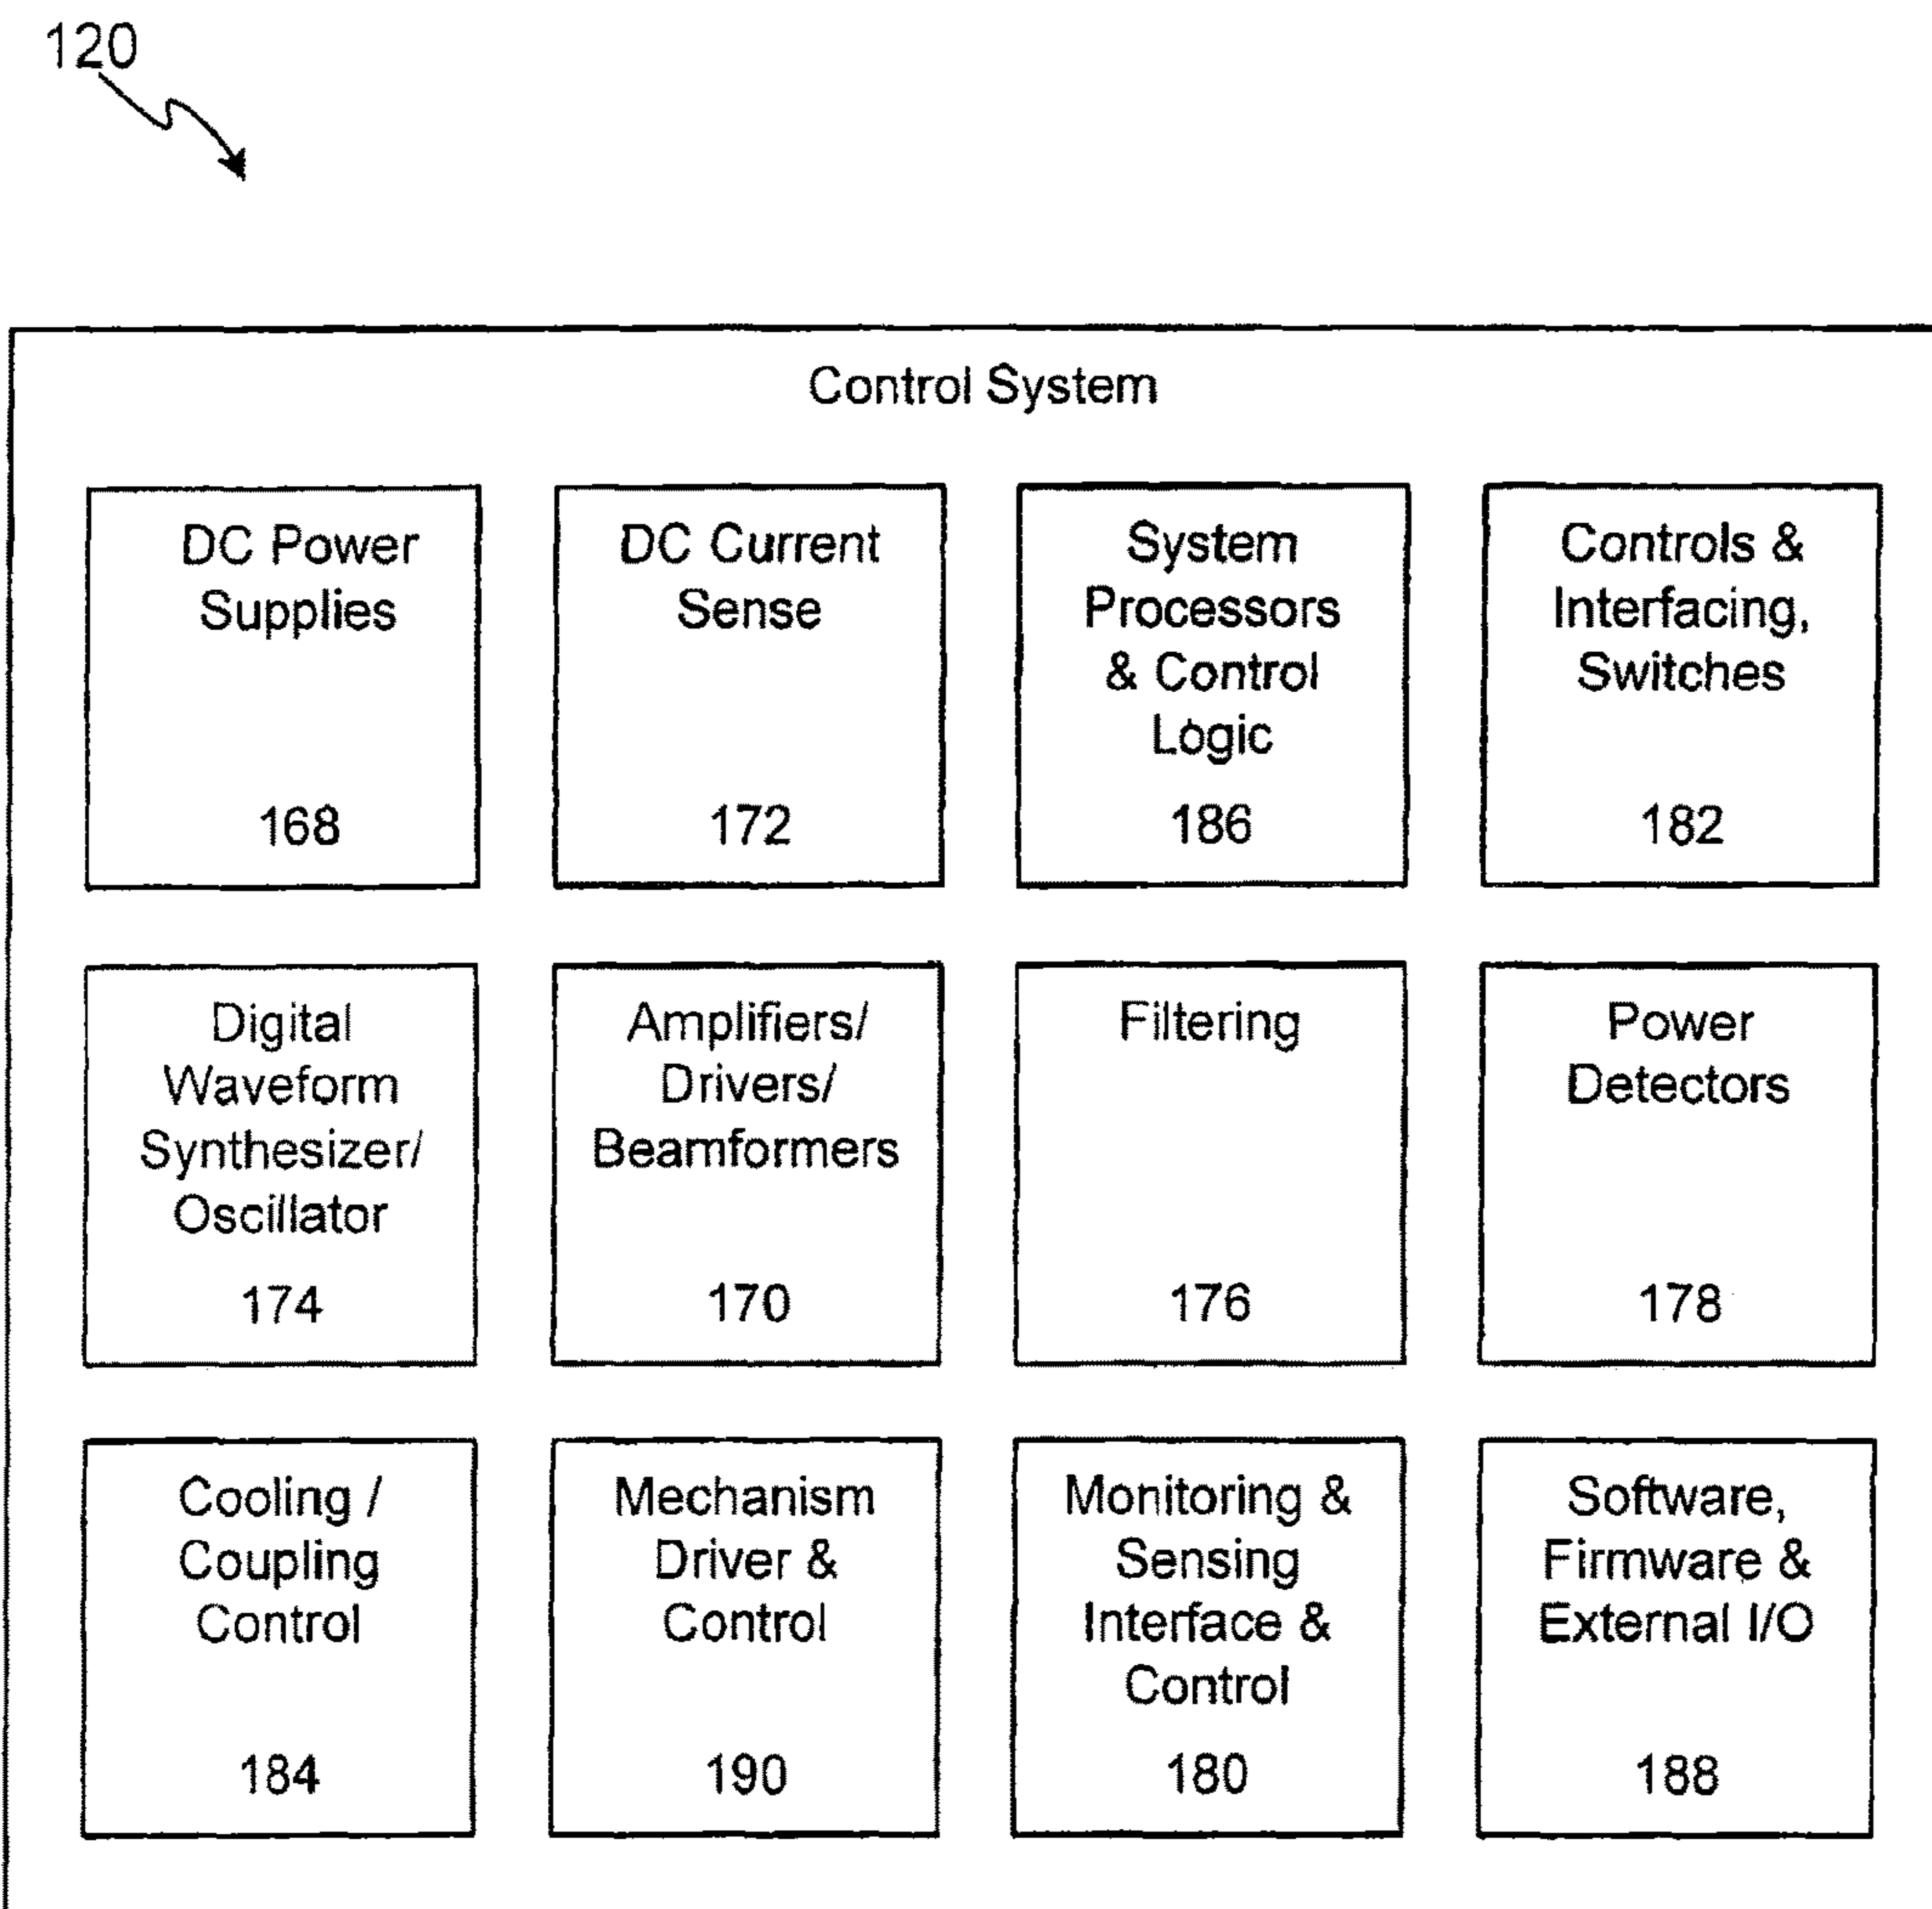 120
Control System
DC Power
Supplies
168
DC Current
Sense
172
System
Processors
& Control
Logic
186
Controls &
Interfacing,
Switches
182
Digital
Waveform
Synthesizer/
Oscillator
174
Amplifiers/
Drivers/
Beamformers
170
Filtering
176
Power
Detectors
178
Cooling /
Coupling
Control
184
Mechanism
Driver &
Control
190
Monitoring &
Sensing
Interface &
Control
180
Software,
Firmware &
External I/O
188